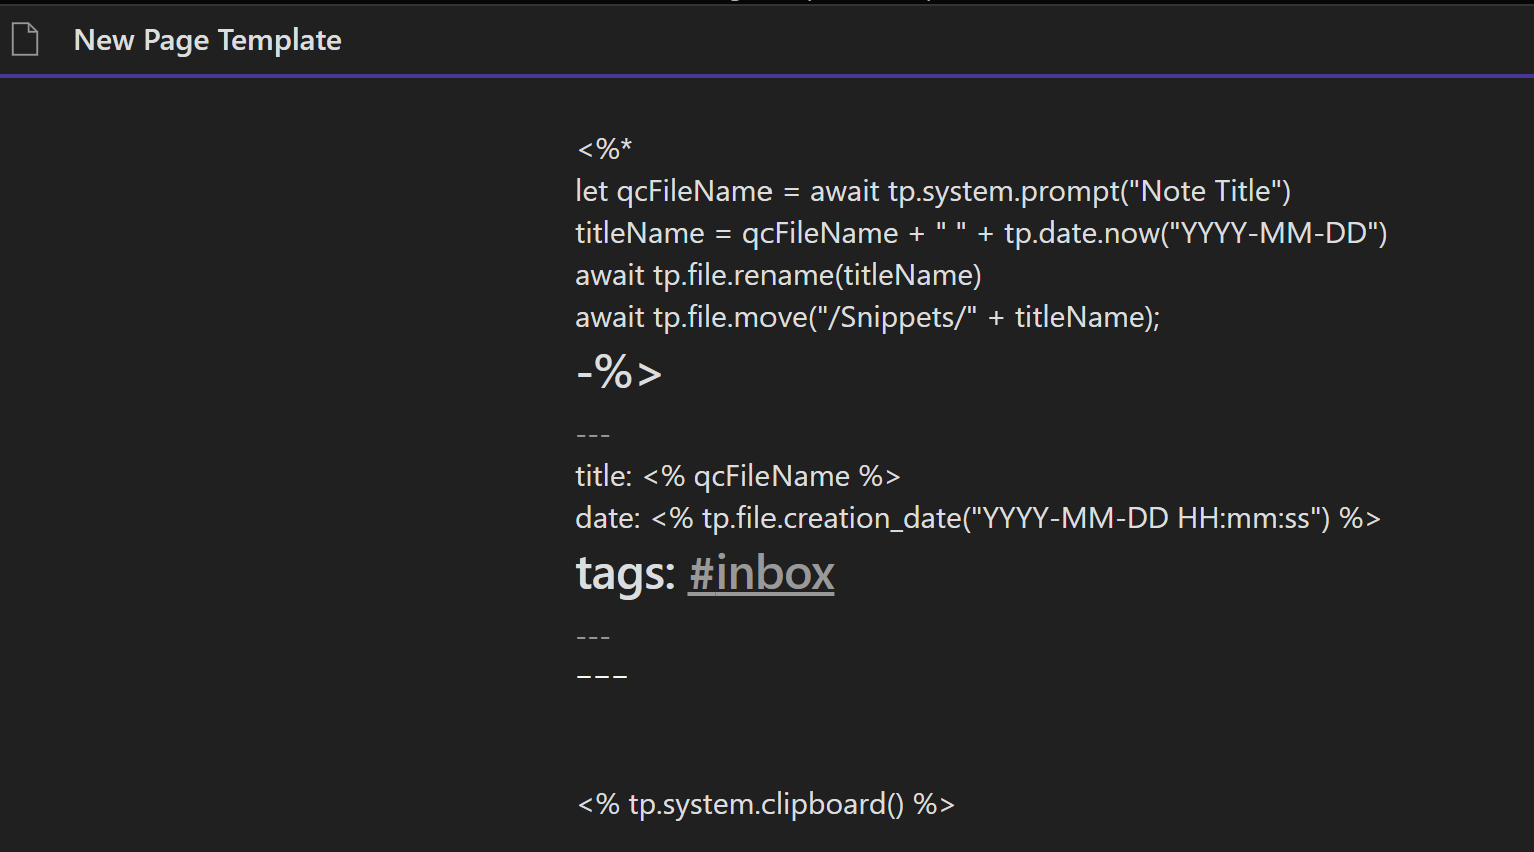 New Page Template
<%*
let qcFileName = await tp.system.prompt("Note Title")
titleName = qcFileName + " " + tp.date.now("YYYY-MM-DD")
await tp.file.rename(titleName)
await tp.file.move("/Snippets/" + titleName);
-%>
---
title: <% qcFileName %>
date: <% tp.file.creation_date("YYYY-MM-DD HH:mm:ss") %>
tags: #inbox
---
---
<% tp.system.clipboard() %>